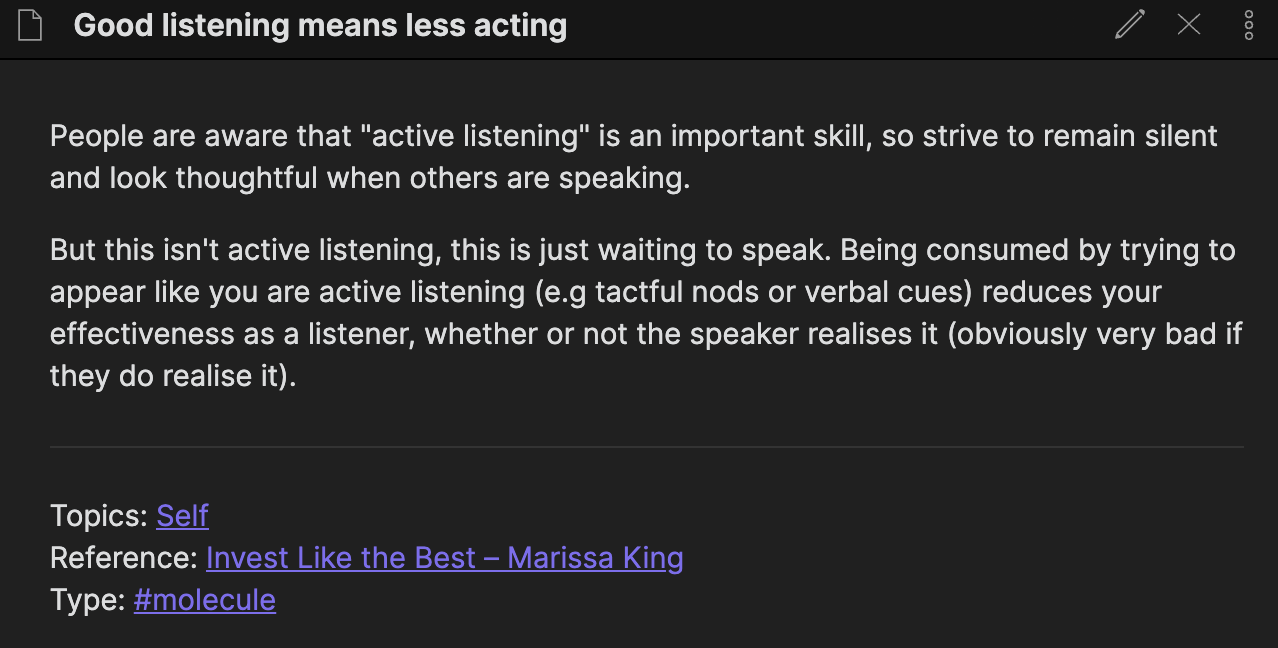 Good listening means less acting
People are aware that "active listening" is an important skill, so strive to remain silent
and look thoughtful when others are speaking.
But this isn't active listening, this is just waiting to speak. Being consumed by trying to
appear like you are active listening (e.g tactful nods or verbal cues) reduces your
effectiveness as a listener, whether or not the speaker realises it (obviously very bad if
they do realise it).
Topics: Self
Reference: Invest Like the Best – Marissa King
Type: #molecule